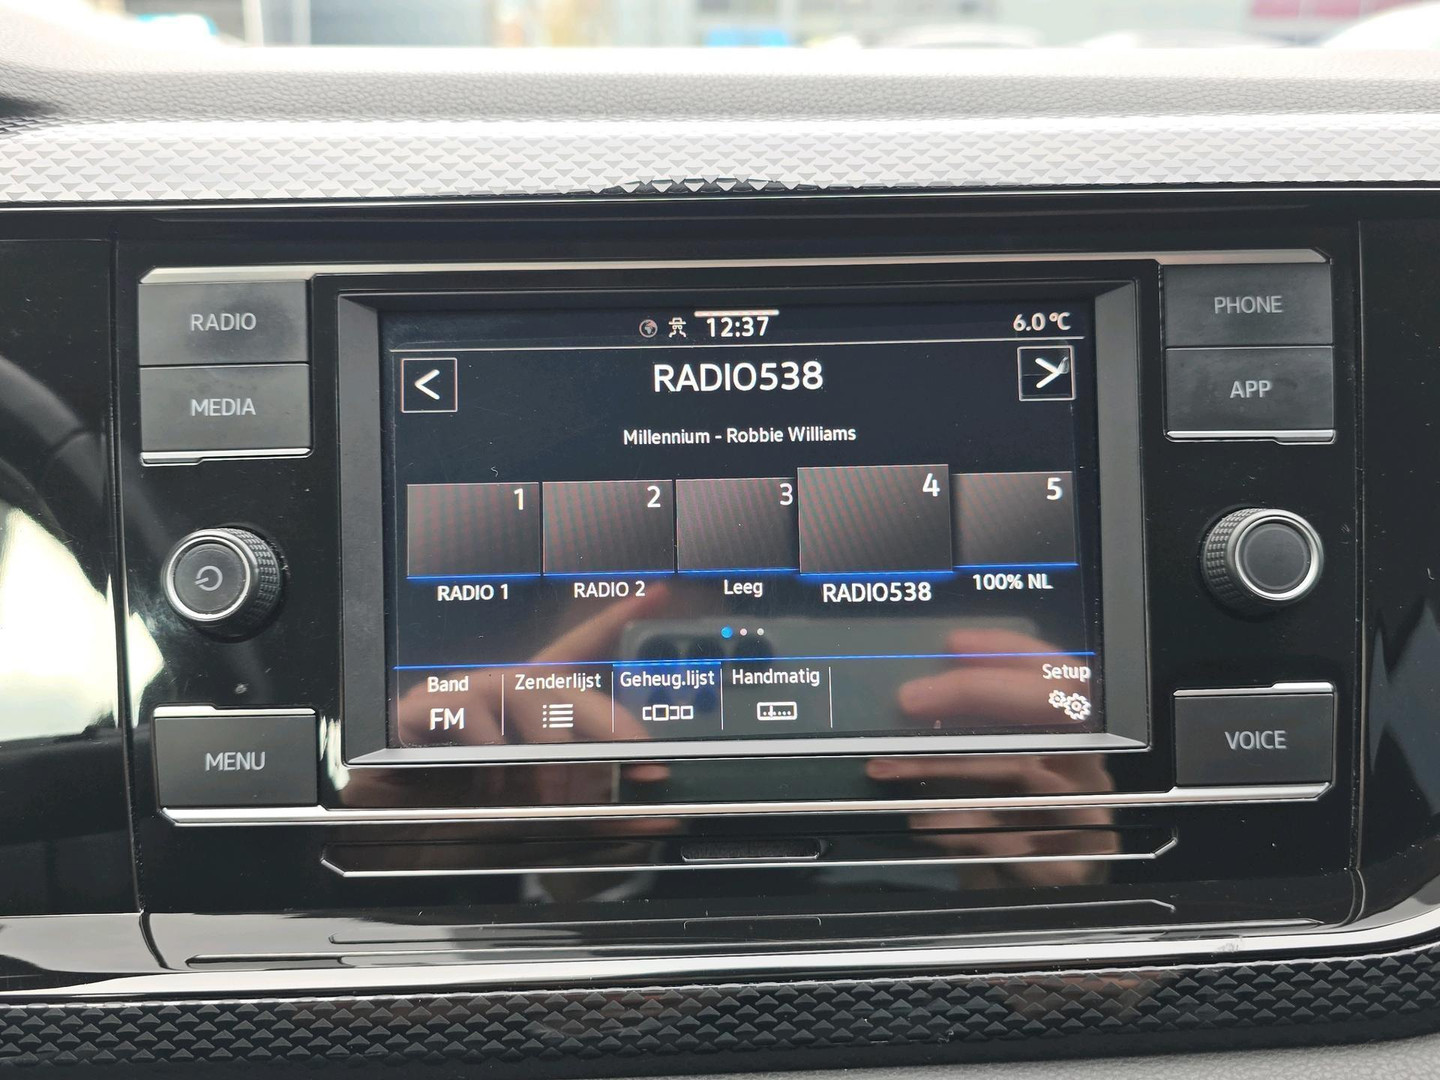 RADIO
MEDIA
MENU
12:37
6.0 °C
<
RADIO538
>
Millennium - Robbie Williams
1
2
3
4
5
RADIO 1
RADIO 2
Leeg
RADIO538
100% NL
Band
FM
Zenderlijst
Geheug.lijst
Handmatig
Setup
PHONE
APP
VOICE